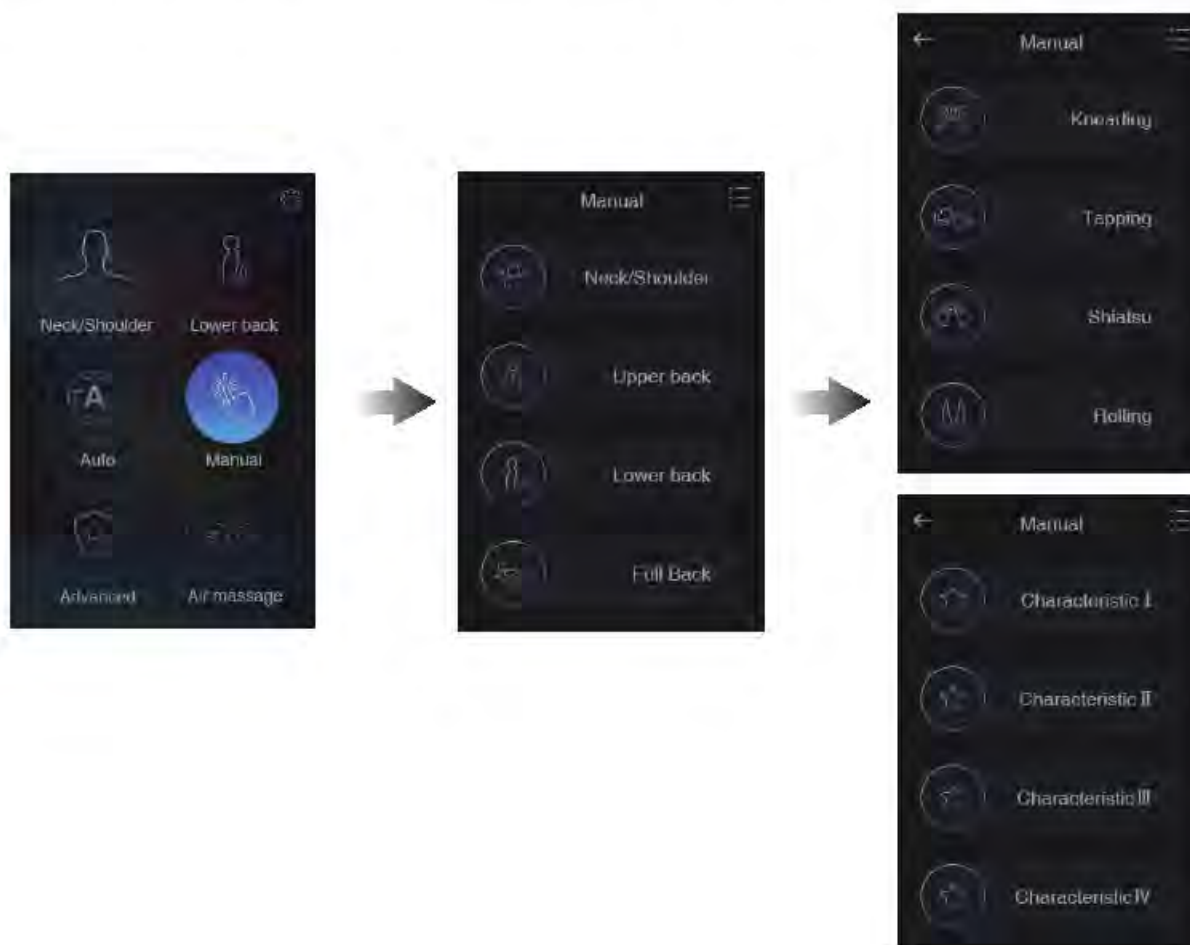 Neck/Shoulder Lower back
A
Auto Manual
Advanced Air massage
Manual
Neck/Shoulder
Upper back
Lower back
Full Back
Manual
Kneading
Tapping
Shiatsu
Rolling
Manual
Characteristic Ⅰ
Characteristic Ⅱ
Characteristic Ⅲ
Characteristic Ⅳ